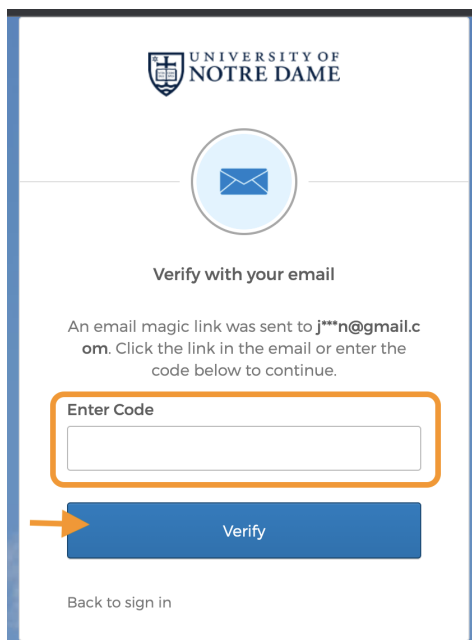 UNIVERSITY OF
NOTRE DAME
Verify with your email
An email magic link was sent to j***n@gmail.c
om. Click the link in the email or enter the
code below to continue.
Enter Code
Verify
Back to sign in